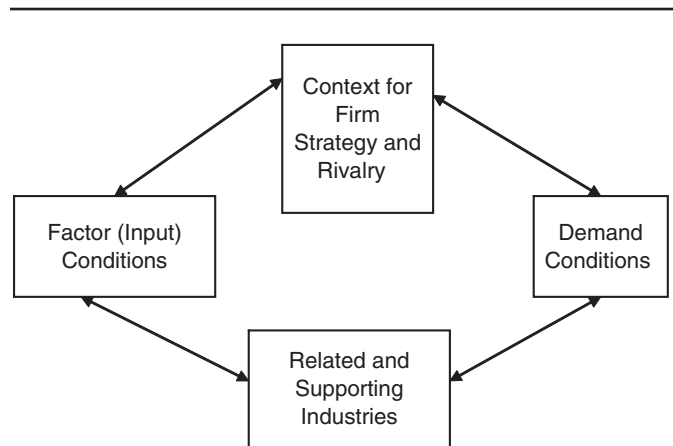 Context for
Firm
Strategy and
Rivalry
Factor (Input)
Conditions
Demand
Conditions
Related and
Supporting
Industries